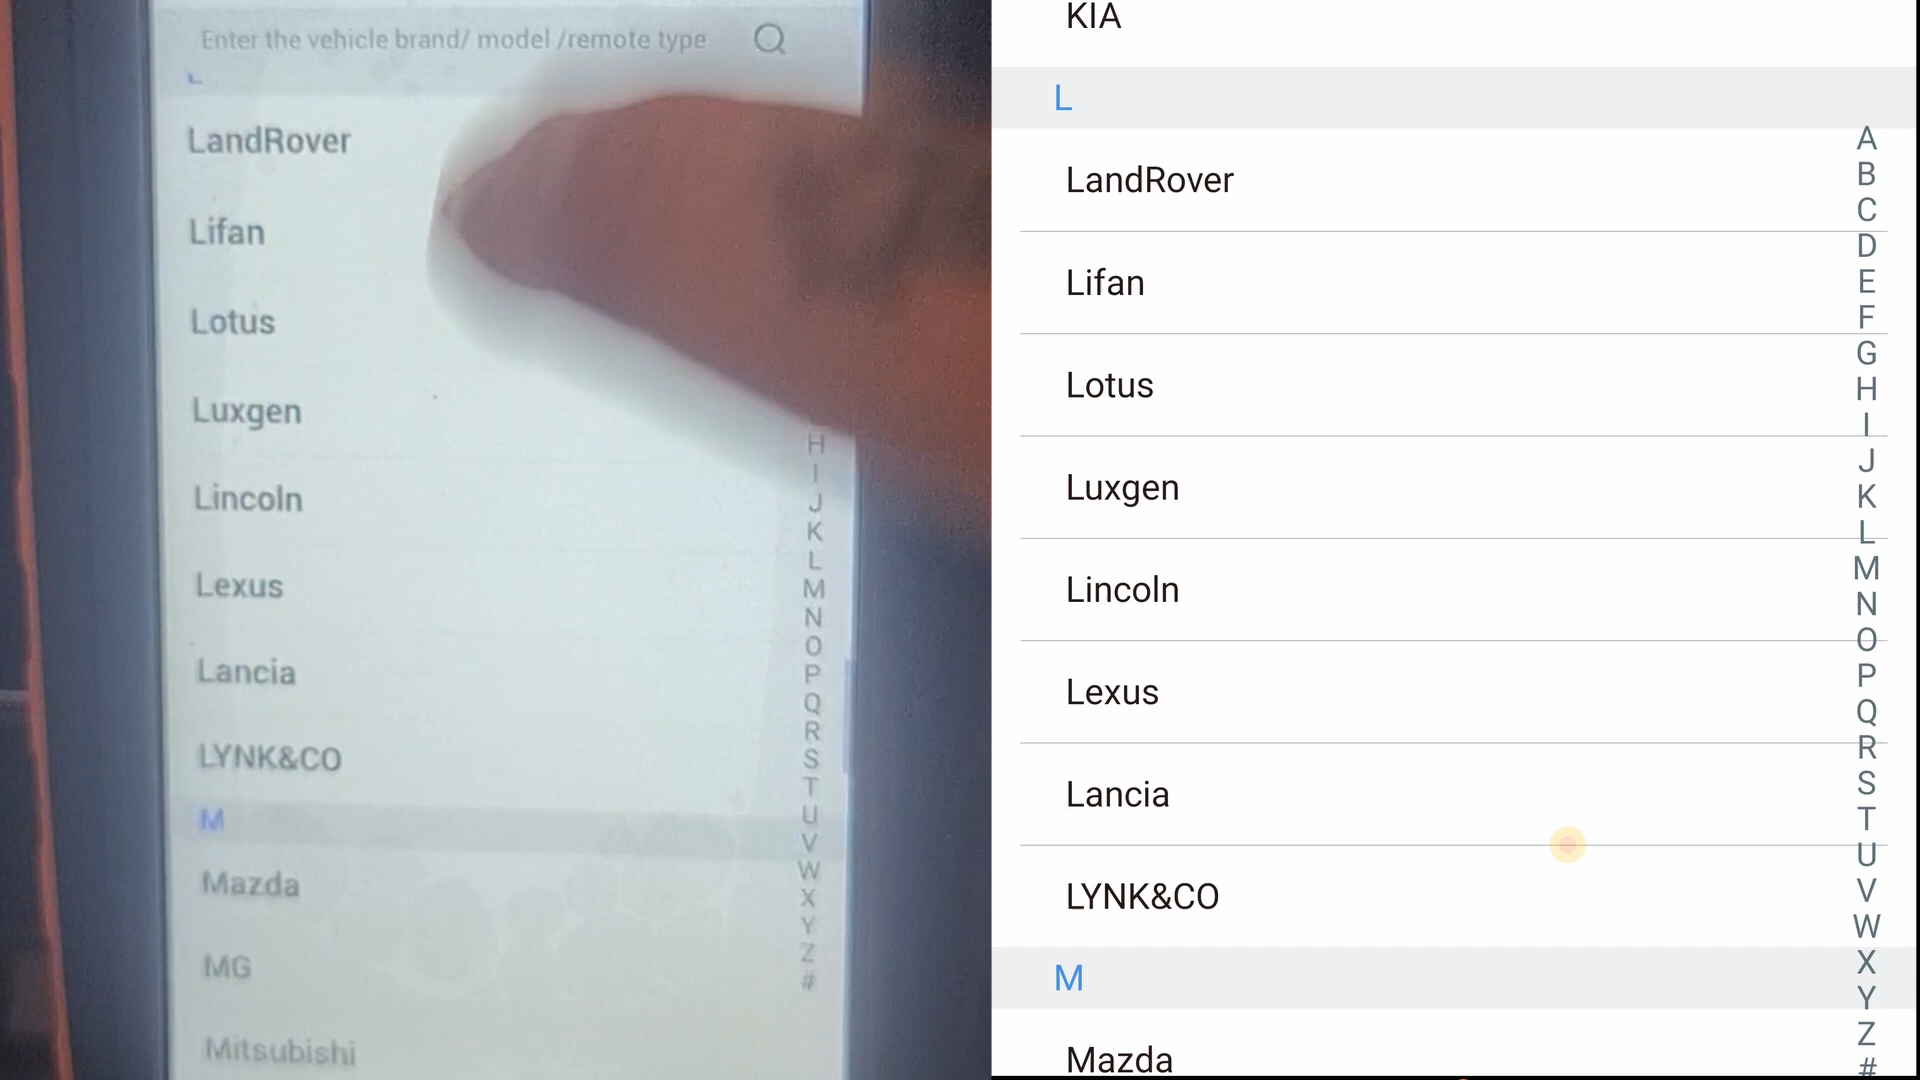 Enter the vehicle brand/ model /remote type
L
LandRover
Lifan
Lotus
Luxgen
Lincoln
Lexus
Lancia
LYNK&CO
M
Mazda
MG
Mitsubishi
H
I
J
K
L
M
N
O
P
Q
R
S
T
U
V
W
X
Y
Z
#
KIA
L
LandRover
Lifan
Lotus
Luxgen
Lincoln
Lexus
Lancia
LYNK&CO
M
Mazda
A
B
C
D
E
F
G
H
I
J
K
L
M
N
O
P
Q
R
S
T
U
V
W
X
Y
Z
#